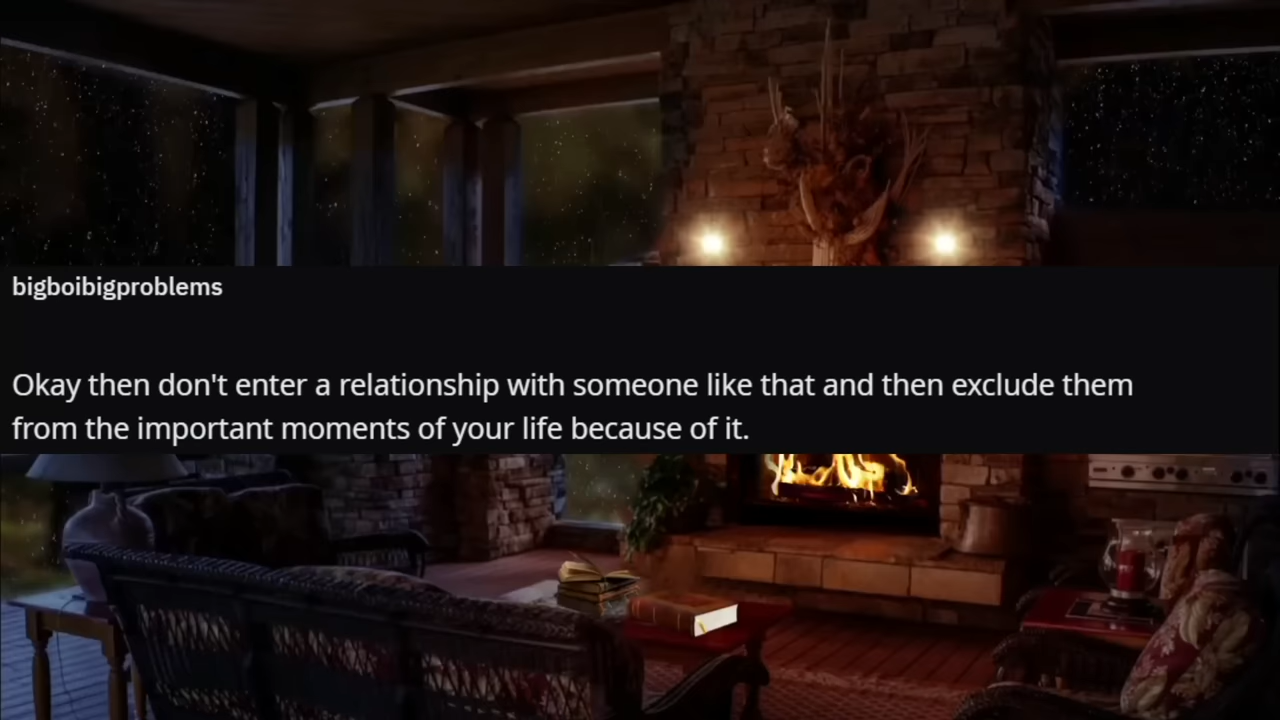 bigboibigproblems
Okay then don't enter a relationship with someone like that and then exclude them
from the important moments of your life because of it.